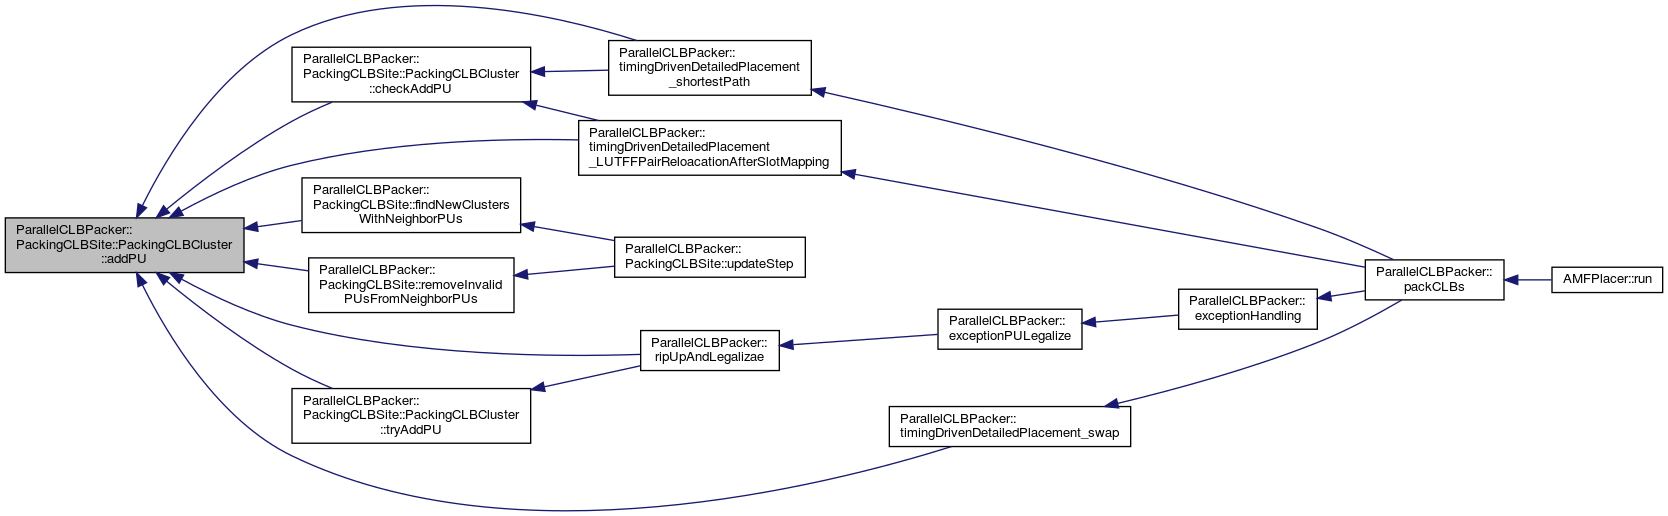 ParallelCLBPacker::
PackingCLBSite::PackingCLBCluster
::addPU
ParallelCLBPacker::
PackingCLBSite::PackingCLBCluster
::checkAddPU
ParallelCLBPacker::
timingDrivenDetailedPlacement
_shortestPath
ParallelCLBPacker::
timingDrivenDetailedPlacement
_LUTFFPairReloacationAfterSlotMapping
ParallelCLBPacker::
PackingCLBSite::findNewClusters
WithNeighborPUs
ParallelCLBPacker::
PackingCLBSite::removeInvalid
PUsFromNeighborPUs
ParallelCLBPacker::
PackingCLBSite::updateStep
ParallelCLBPacker::
ripUpAndLegalizae
ParallelCLBPacker::
PackingCLBSite::PackingCLBCluster
::tryAddPU
ParallelCLBPacker::
exceptionPULegalize
ParallelCLBPacker::
exceptionHandling
ParallelCLBPacker::
timingDrivenDetailedPlacement_swap
ParallelCLBPacker::
packCLBs
AMFPlacer::run